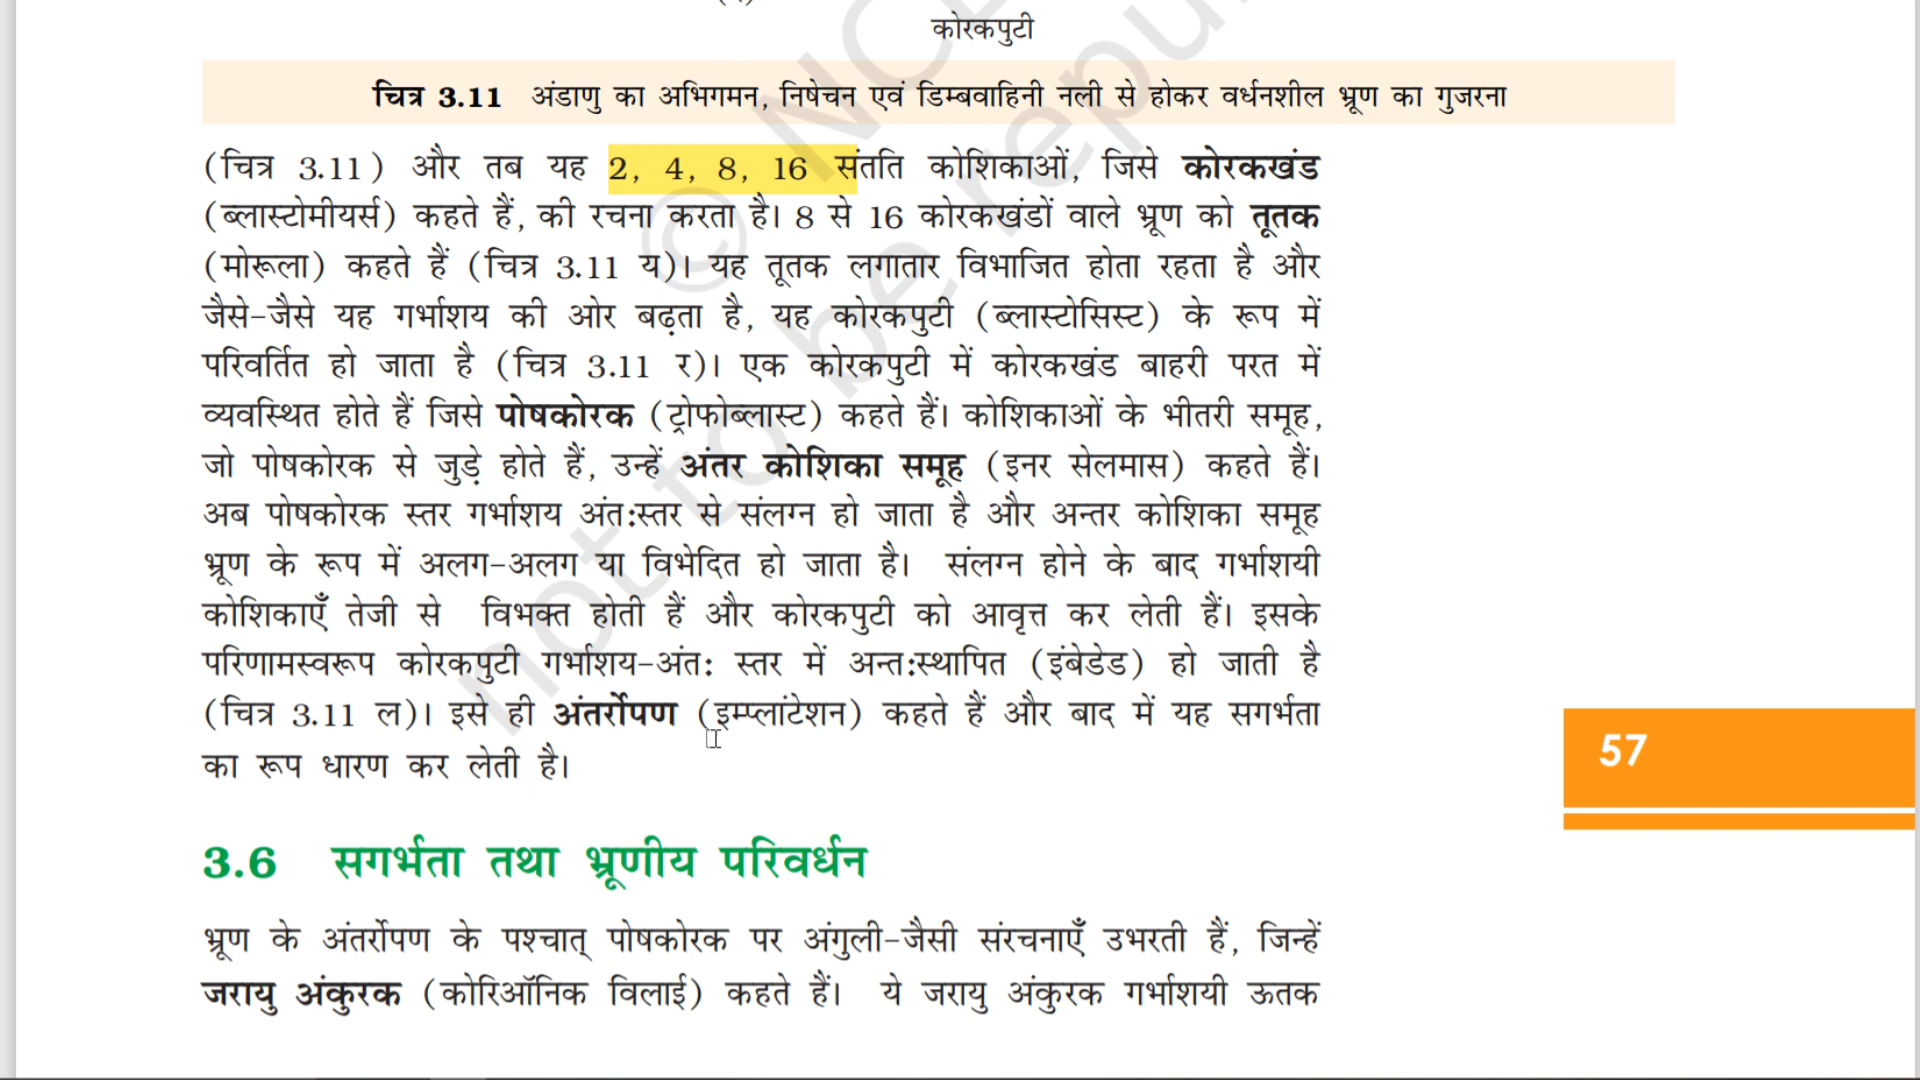 कोरकपुटी
चित्र 3.11 अंडाणु का अभिगमन, निषेचन एवं डिम्बवाहिनी नली से होकर वर्धनशील भ्रूण का गुजरना
(चित्र 3.11) और तब यह 2, 4, 8, 16 संतति कोशिकाओं, जिसे कोरकखंड
(ब्लास्टोमीयर्स) कहते हैं, की रचना करता है। 8 से 16 कोरकखंडों वाले भ्रूण को तूतक
(मोरूला) कहते हैं (चित्र 3.11 य)। यह तूतक लगातार विभाजित होता रहता है और
जैसे-जैसे यह गर्भाशय की ओर बढ़ता है, यह कोरकपुटी (ब्लास्टोसिस्ट) के रूप में
परिवर्तित हो जाता है (चित्र 3.11 र)। एक कोरकपुटी में कोरकखंड बाहरी परत में
व्यवस्थित होते हैं जिसे पोषकोरक (ट्रोफोब्लास्ट) कहते हैं। कोशिकाओं के भीतरी समूह,
जो पोषकोरक से जुड़े होते हैं, उन्हें अंतर कोशिका समूह (इनर सेलमास) कहते हैं।
अब पोषकोरक स्तर गर्भाशय अंत:स्तर से संलग्न हो जाता है और अन्तर कोशिका समूह
भ्रूण के रूप में अलग-अलग या विभेदित हो जाता है। संलग्न होने के बाद गर्भाशयी
कोशिकाएँ तेजी से विभक्त होती हैं और कोरकपुटी को आवृत्त कर लेती हैं। इसके
परिणामस्वरूप कोरकपुटी गर्भाशय-अंत: स्तर में अन्त:स्थापित (इंबेडेड) हो जाती है
(चित्र 3.11 ल)। इसे ही अंतर्रोपण (इम्प्लांटेशन) कहते हैं और बाद में यह सगर्भता
का रूप धारण कर लेती है।
57
3.6 सगर्भता तथा भ्रूणीय परिवर्धन
भ्रूण के अंतर्रोपण के पश्चात् पोषकोरक पर अंगुली-जैसी संरचनाएँ उभरती हैं, जिन्हें
जरायु अंकुरक (कोरिऑनिक विलाई) कहते हैं। ये जरायु अंकुरक गर्भाशयी ऊतक
© NCE
not to be repu